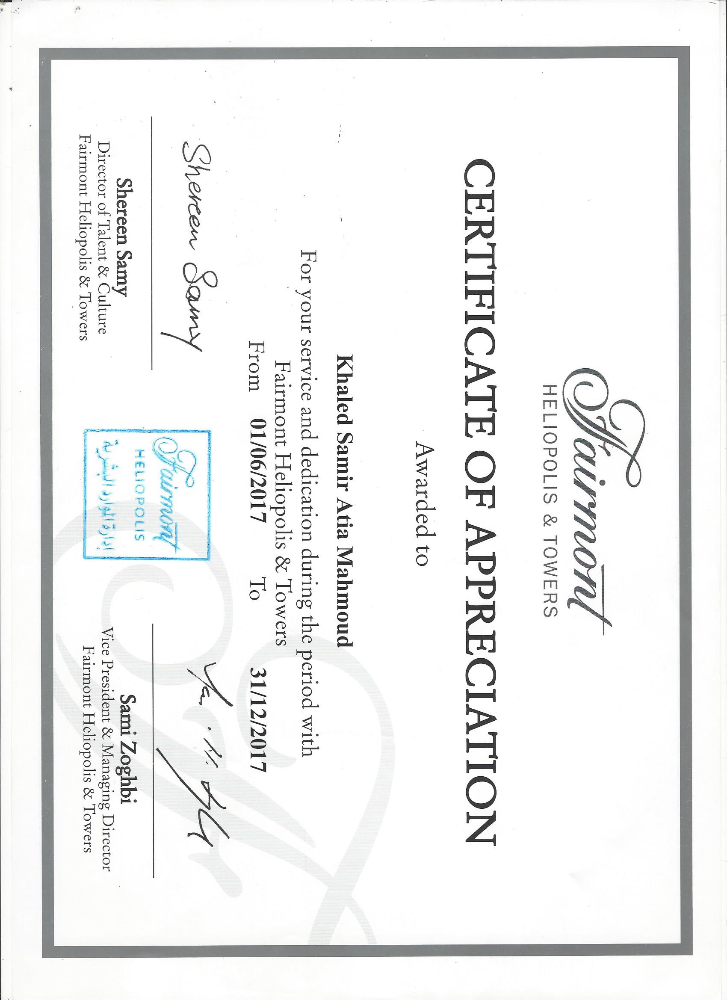 Fairmont
HELIOPOLIS & TOWERS
CERTIFICATE OF APPRECIATION
Awarded to
Khaled Samir Atia Mahmoud
For your service and dedication during the period with
Fairmont Heliopolis & Towers
From 01/06/2017 To 31/12/2017
Shereen Samy
Shereen Samy
Director of Talent & Culture
Fairmont Heliopolis & Towers
Fairmont
HELIOPOLIS
إدارة الموارد البشرية
Sami Zoghbi
Vice President & Managing Director
Fairmont Heliopolis & Towers